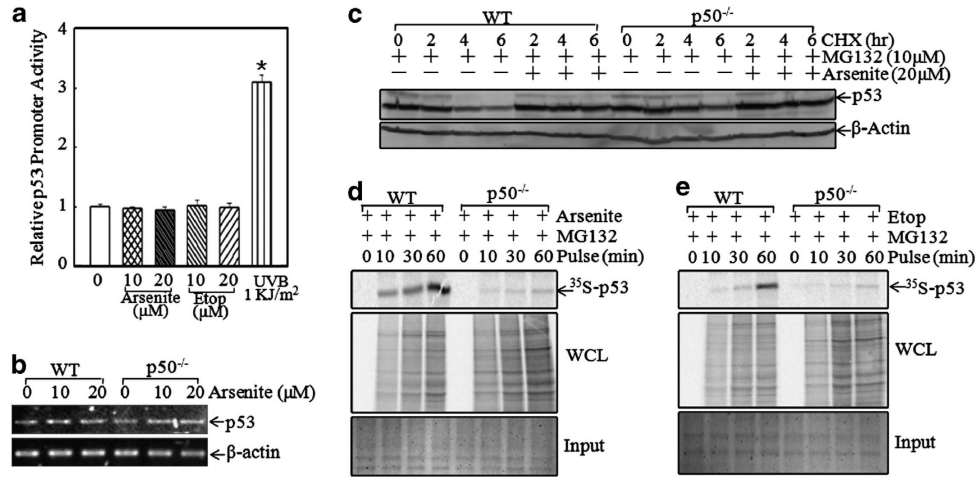 a
Relative p53 Promoter Activity
4
3
2
1
0
*
0 10 20 10 20 UVB
Arsenite Etop 1 KJ/m²
(μM) (μM)
b
WT p50-/-
0 10 20 0 10 20 Arsenite (μM)
p53
β-actin
c
WT p50-/-
0 2 4 6 2 4 6 0 2 4 6 2 4 6 CHX (hr)
+ + + + + + + + + + + + + + MG132 (10μM)
− − − − + + + − − − − + + + Arsenite (20μM)
p53
β-Actin
d
WT p50-/-
+ + + + + + + + Arsenite
+ + + + + + + + MG132
0 10 30 60 0 10 30 60 Pulse (min)
³⁵S-p53
WCL
Input
e
WT p50-/-
+ + + + + + + + Etop
+ + + + + + + + MG132
0 10 30 60 0 10 30 60 Pulse (min)
³⁵S-p53
WCL
Input